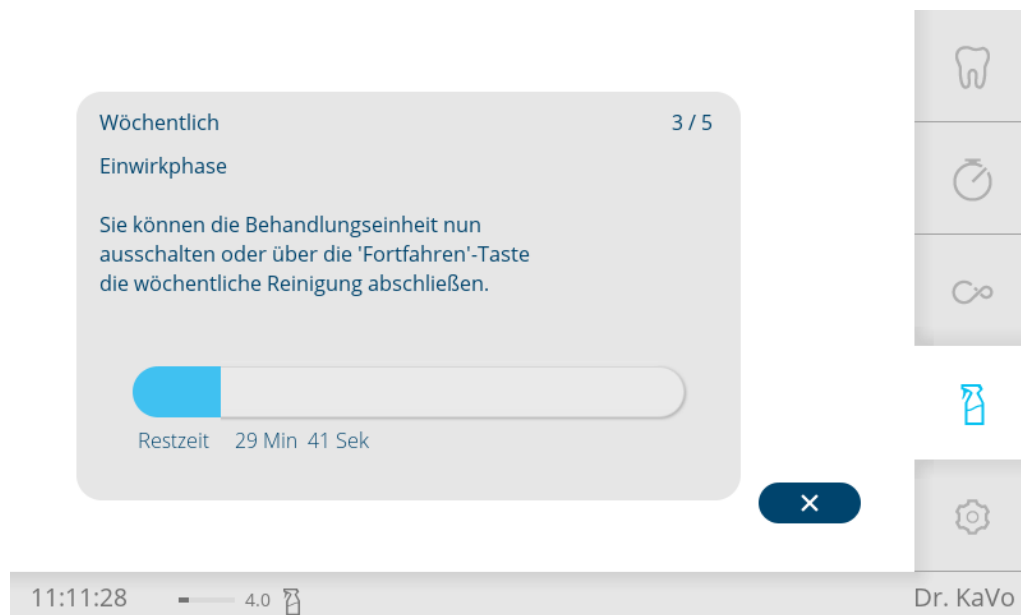 Wöchentlich 3 / 5
Einwirkphase
Sie können die Behandlungseinheit nun
ausschalten oder über die 'Fortfahren'-Taste
die wöchentliche Reinigung abschließen.
Restzeit 29 Min 41 Sek
11:11:28 4.0 Dr. KaVo